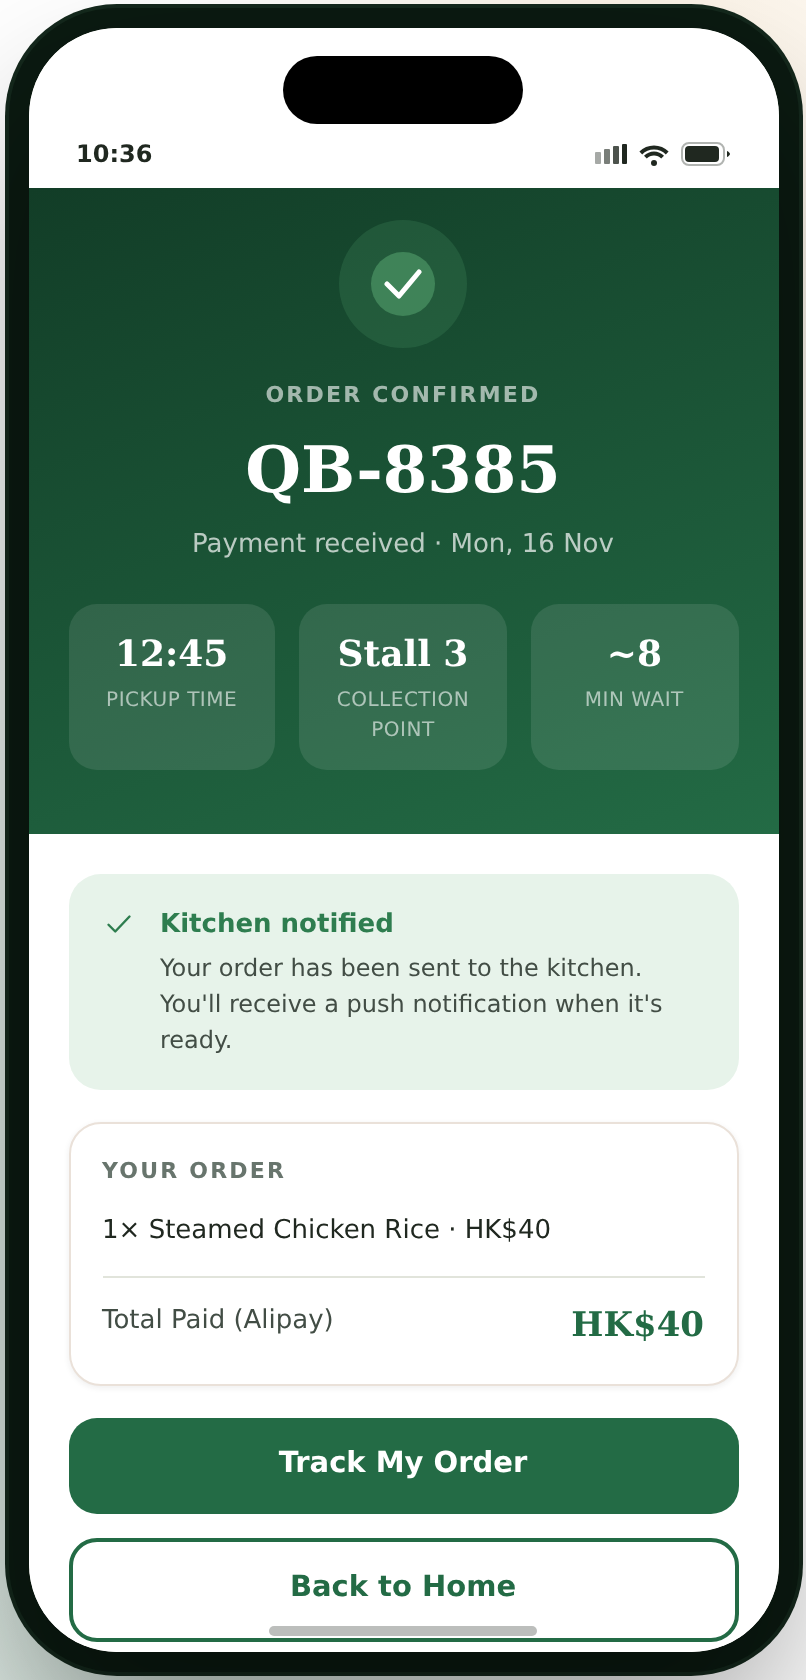 10:36
ORDER CONFIRMED
QB-8385
Payment received · Mon, 16 Nov
12:45
PICKUP TIME
Stall 3
COLLECTION
POINT
~8
MIN WAIT
Kitchen notified
Your order has been sent to the kitchen.
You'll receive a push notification when it's
ready.
YOUR ORDER
1× Steamed Chicken Rice · HK$40
Total Paid (Alipay)
HK$40
Track My Order
Back to Home